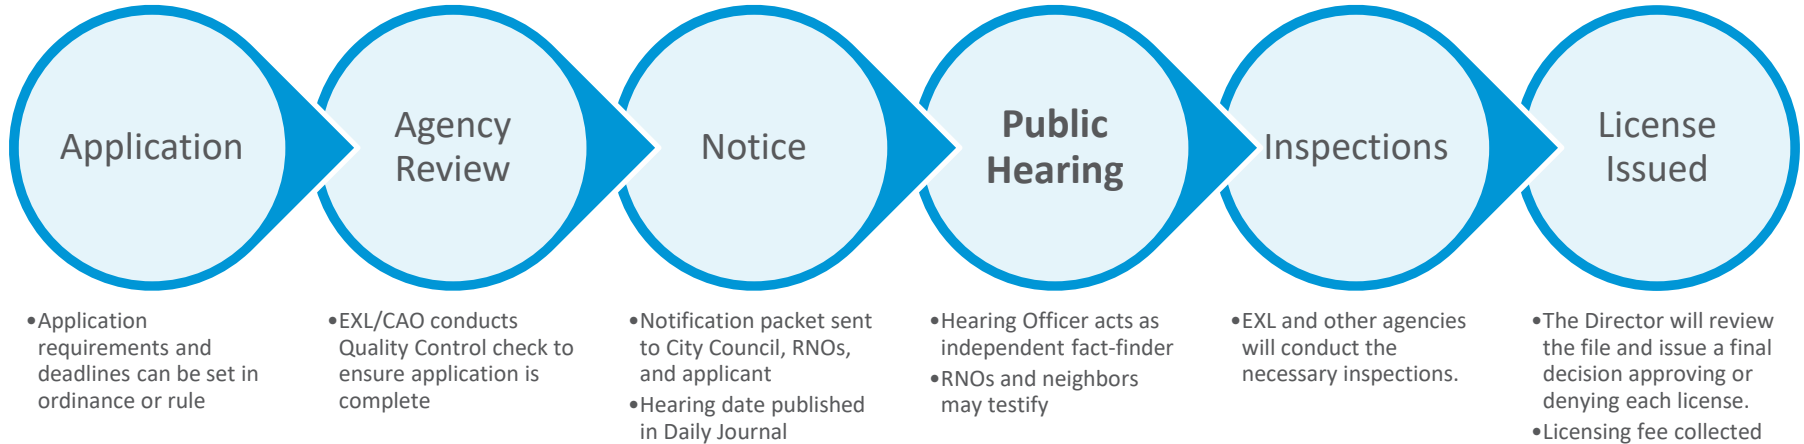 Application
Agency
Review
Notice
Public
Hearing
Inspections
License
Issued
•Application
requirements and
deadlines can be set in
ordinance or rule
•EXL/CAO conducts
Quality Control check to
ensure application is
complete
•Notification packet sent
to City Council, RNOs,
and applicant
•Hearing date published
in Daily Journal
•Hearing Officer acts as
independent fact-finder
•RNOs and neighbors
may testify
•EXL and other agencies
will conduct the
necessary inspections.
•The Director will review
the file and issue a final
decision approving or
denying each license.
•Licensing fee collected